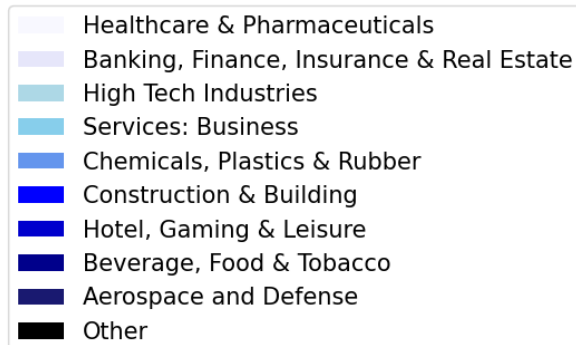 Healthcare & Pharmaceuticals
Banking, Finance, Insurance & Real Estate
High Tech Industries
Services: Business
Chemicals, Plastics & Rubber
Construction & Building
Hotel, Gaming & Leisure
Beverage, Food & Tobacco
Aerospace and Defense
Other